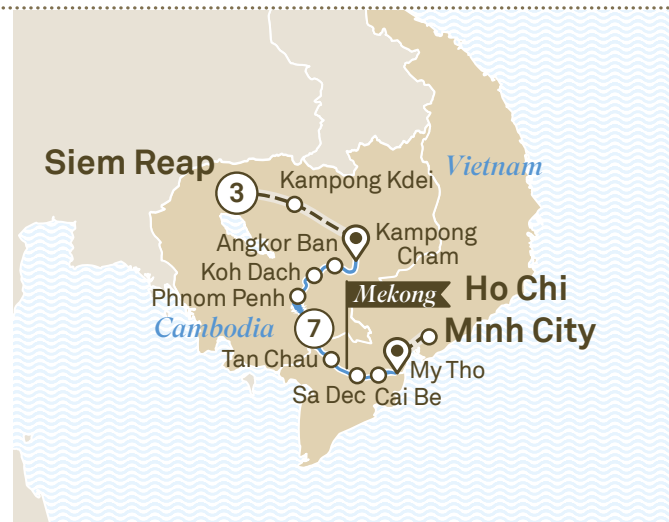 Siem Reap
3
Kampong Kdei
Vietnam
Angkor Ban
Kampong
Cham
Koh Dach
Phnom Penh
Mekong
Ho Chi
Minh City
Cambodia
7
Tan Chau
My Tho
Sa Dec
Cai Be